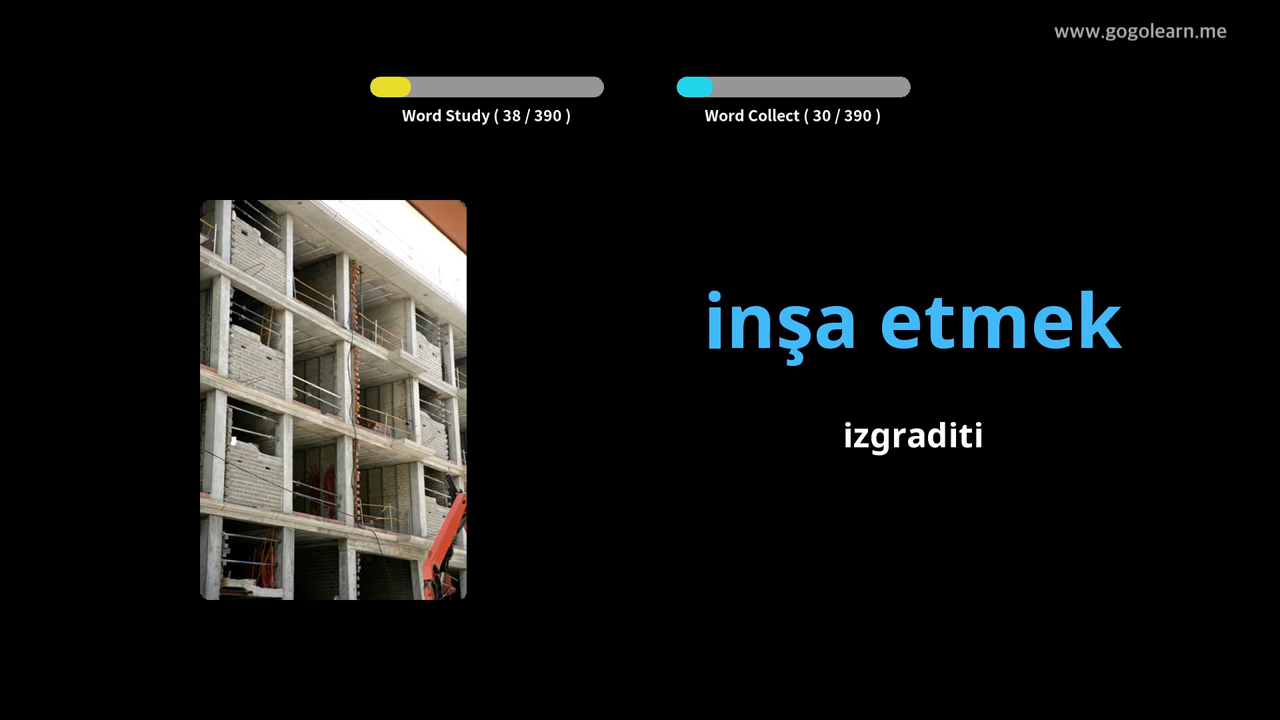 www.gogolearn.me
Word Study ( 38 / 390 )
Word Collect ( 30 / 390 )
inşa etmek
izgraditi